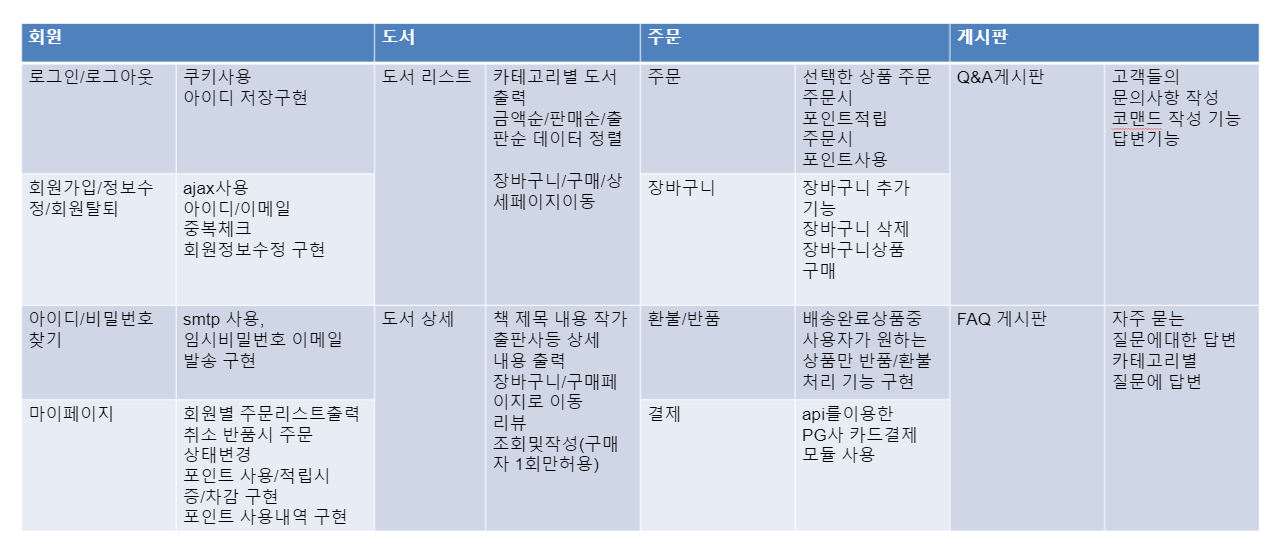 회원
도서
주문
게시판
로그인/로그아웃
쿠키사용
아이디 저장구현
도서 리스트
카테고리별 도서
출력
금액순/판매순/출
판순 데이터 정렬
장바구니/구매/상
세페이지이동
주문
선택한 상품 주문
주문시
포인트적립
주문시
포인트사용
Q&A게시판
고객들의
문의사항 작성
코맨드 작성 기능
답변기능
회원가입/정보수
정/회원탈퇴
ajax사용
아이디/이메일
중복체크
회원정보수정 구현
장바구니
장바구니 추가
기능
장바구니 삭제
장바구니상품
구매
아이디/비밀번호
찾기
smtp 사용,
임시비밀번호 이메일
발송 구현
도서 상세
책 제목 내용 작가
출판사등 상세
내용 출력
장바구니/구매페
이지로 이동
리뷰
조회및작성(구매
자 1회만허용)
환불/반품
배송완료상품중
사용자가 원하는
상품만 반품/환불
처리 기능 구현
FAQ 게시판
자주 묻는
질문에대한 답변
카테고리별
질문에 답변
마이페이지
회원별 주문리스트출력
취소 반품시 주문
상태변경
포인트 사용/적립시
증/차감 구현
포인트 사용내역 구현
결제
api를이용한
PG사 카드결제
모듈 사용